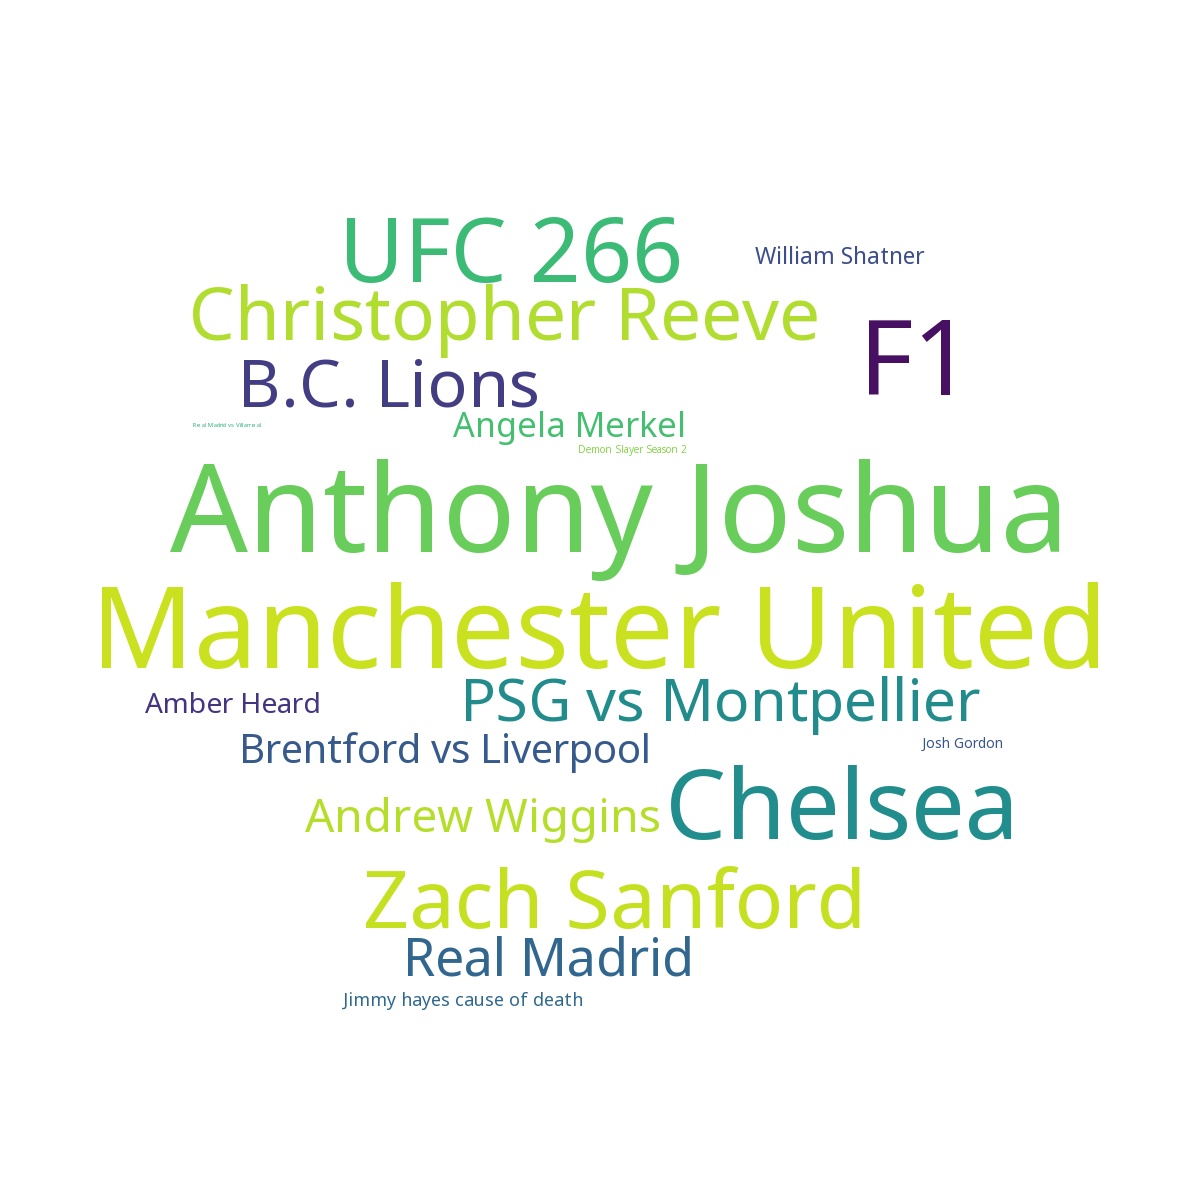 UFC 266
William Shatner
Christopher Reeve
F1
B.C. Lions
Angela Merkel
Real Madrid vs Villarreal
Demon Slayer Season 2
Anthony Joshua
Manchester United
Amber Heard
PSG vs Montpellier
Brentford vs Liverpool
Josh Gordon
Andrew Wiggins
Chelsea
Zach Sanford
Real Madrid
Jimmy hayes cause of death